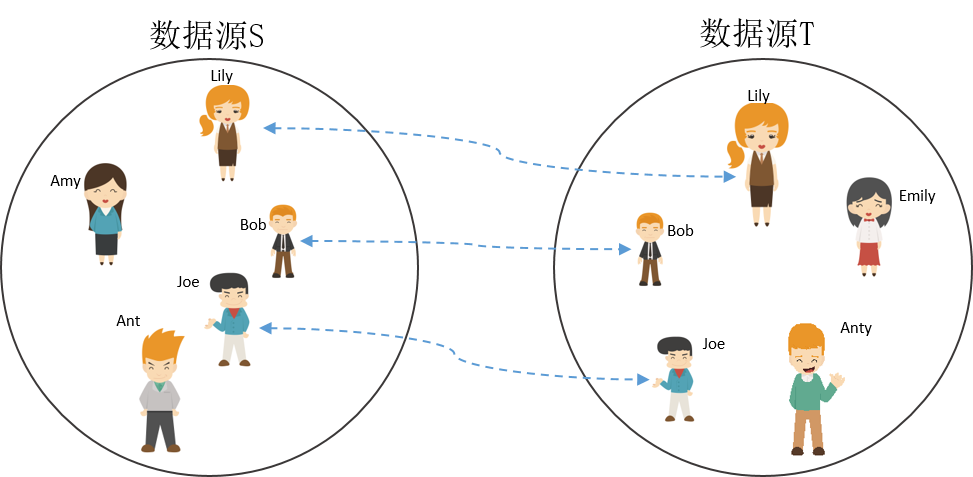 数据源S
数据源T
Lily
Amy
Bob
Joe
Ant
Lily
Emily
Bob
Joe
Anty